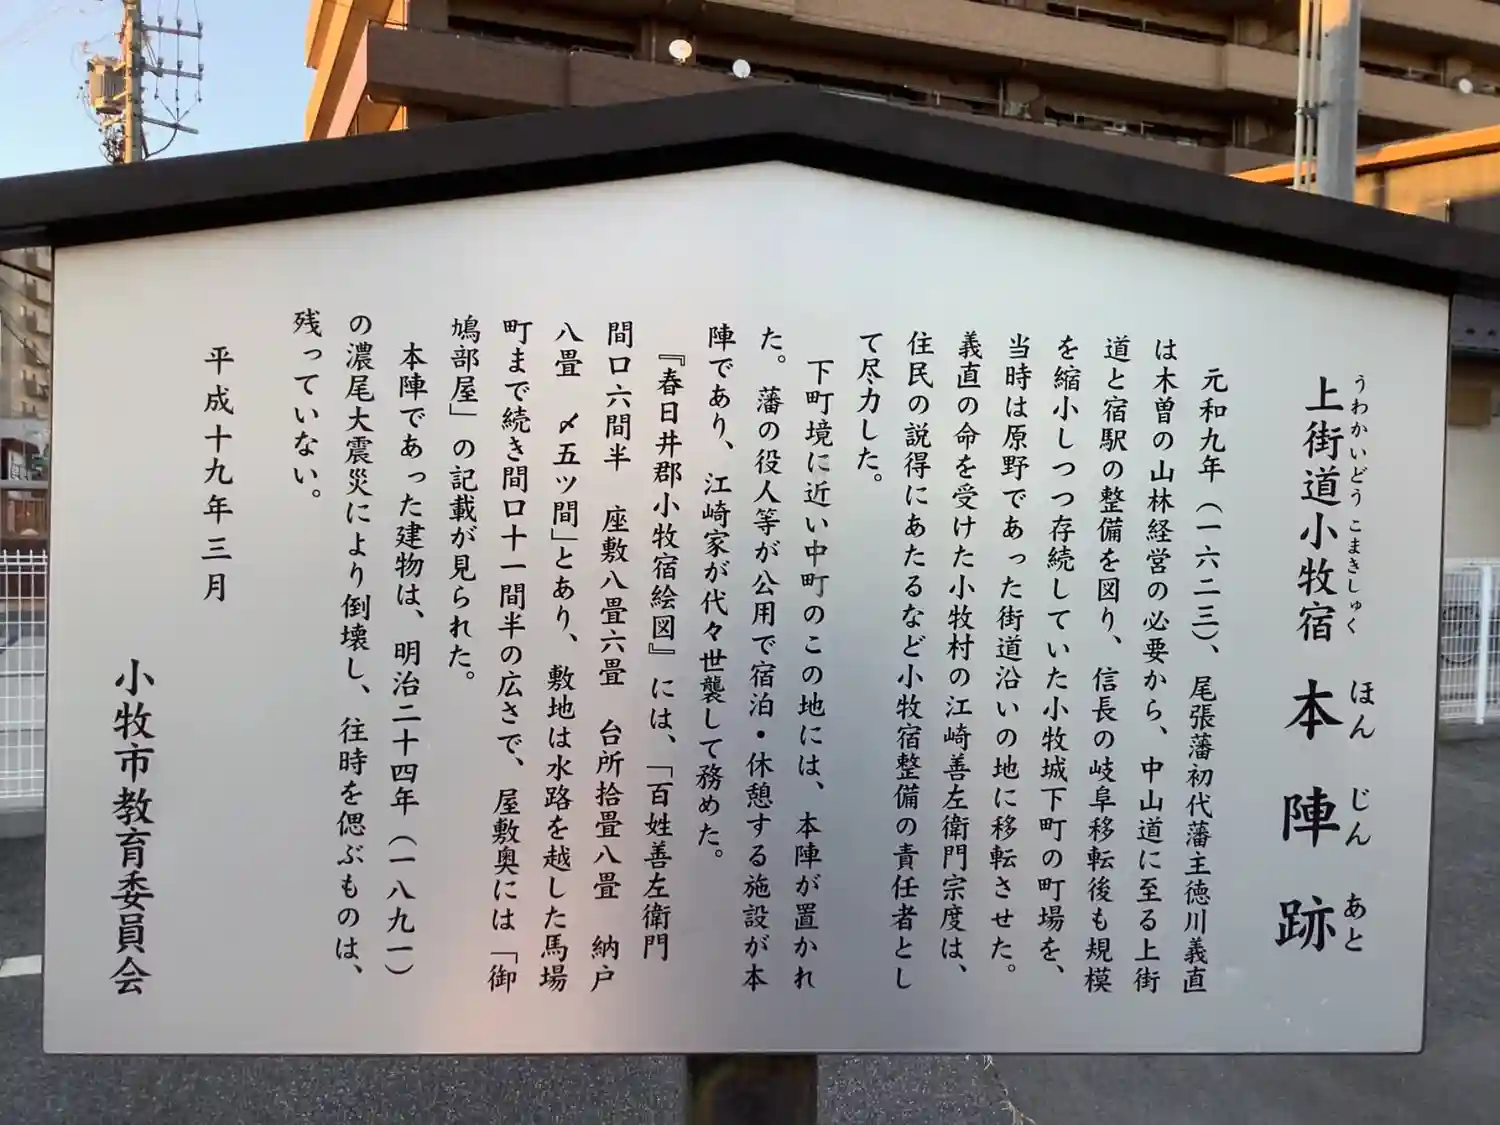 上街道小牧宿 本陣跡
うわかいどう こまきしゅく ほんじんあと
元和九年(一六二三)、尾張藩初代藩主徳川義直
は木曽の山林経営の必要から、中山道に至る上街
道と宿駅の整備を図り、信長の岐阜移転後も規模
を縮小しつつ存続していた小牧城下町の町場を、
当時は原野であった街道沿いの地に移転させた。
義直の命を受けた小牧村の江崎善左衛門宗度は、
住民の説得にあたるなど小牧宿整備の責任者とし
て尽力した。
下町境に近い中町のこの地には、本陣が置かれ
た。藩の役人等が公用で宿泊・休憩する施設が本
陣であり、江崎家が代々世襲して務めた。
『春日井郡小牧宿絵図』には、「百姓善左衛門
間口六間半 座敷八畳六畳 台所拾畳八畳 納戸
八畳 〆五ツ間」とあり、敷地は水路を越した馬場
町まで続き間口十一間半の広さで、屋敷奥には「御
鳩部屋」の記載が見られた。
本陣であった建物は、明治二十四年(一八九一)
の濃尾大震災により倒壊し、往時を偲ぶものは、
残っていない。
平成十九年三月
小牧市教育委員会